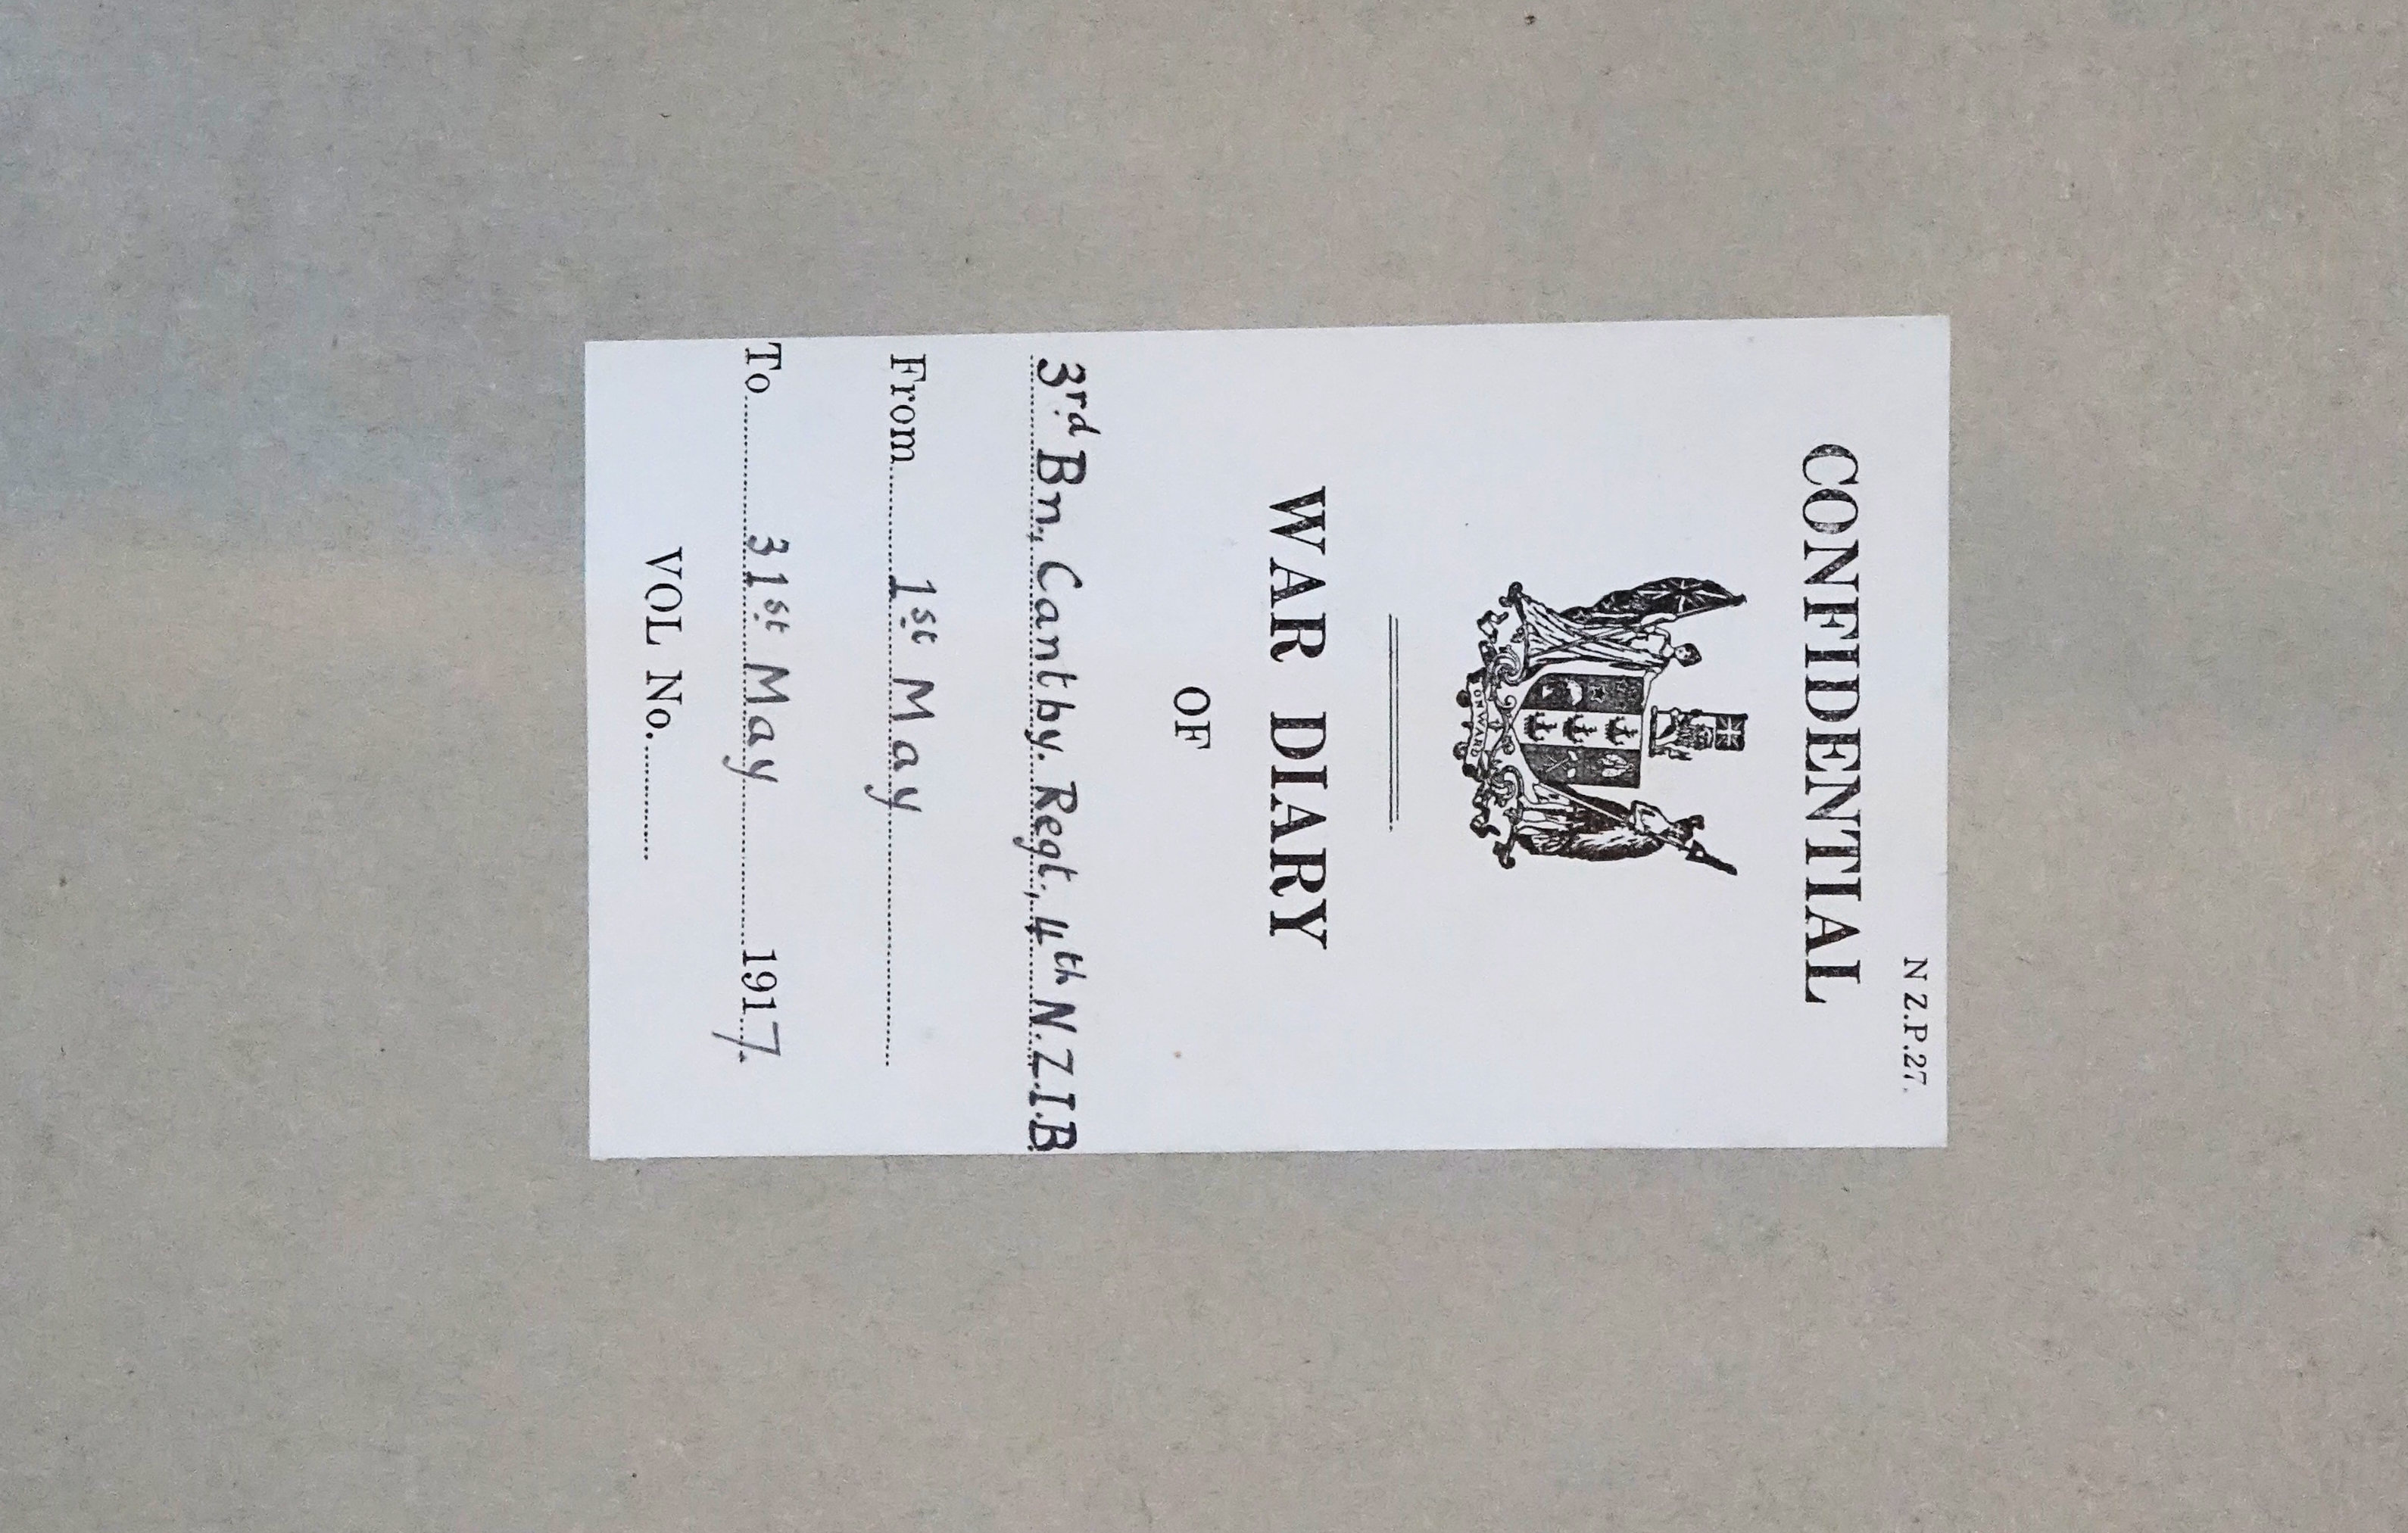 N Z.P.27.
CONFIDENTIAL
ONWARD
WAR DIARY
OF
3rd Bn, Cantby. Regt., 4th N.Z.I.B
From 1st May
To 31st May 1917.
VOL No.